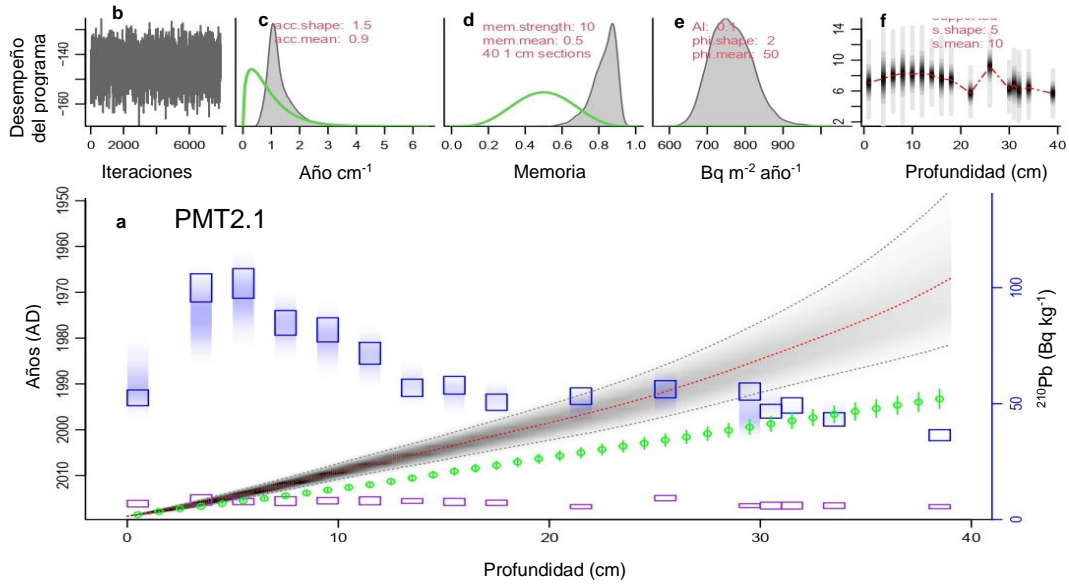 b
c
d
e
f
Desempeño
del programa
-140
-160
acc.shape: 1.5
acc.mean: 0.9
mem.strength: 10
mem.mean: 0.5
40 1 cm sections
Al: 0.1
phi.shape: 2
phi.mean: 50
s.shape: 5
s.mean: 10
14
10
6
2
0 2000 6000
0 1 2 3 4 5 6
0.0 0.2 0.4 0.6 0.8 1.0
600 700 800 900
0 10 20 30 40
Iteraciones
Año cm⁻¹
Memoria
Bq m⁻² año⁻¹
Profundidad (cm)
a PMT2.1
Años (AD)
1950
1960
1970
1980
1990
2000
2010
100
50
0
²¹⁰Pb (Bq kg⁻¹)
0 10 20 30 40
Profundidad (cm)